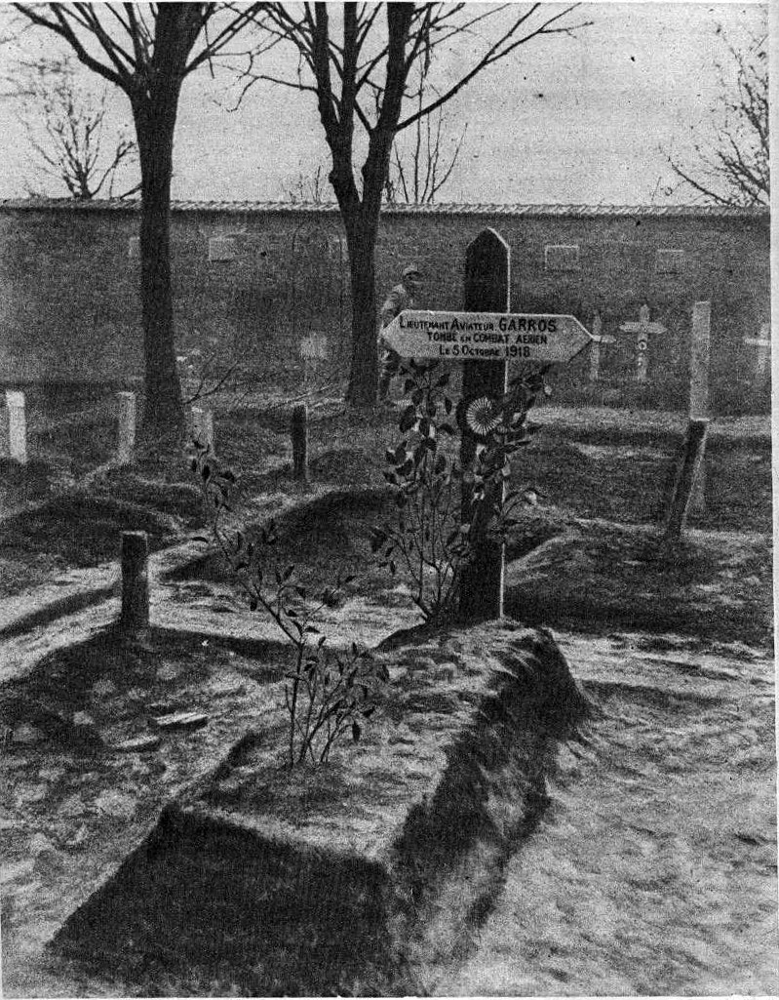 Lieutenant Aviateur GARROS
TOMBÉ EN COMBAT AÉRIEN
Le 5 Octobre 1918